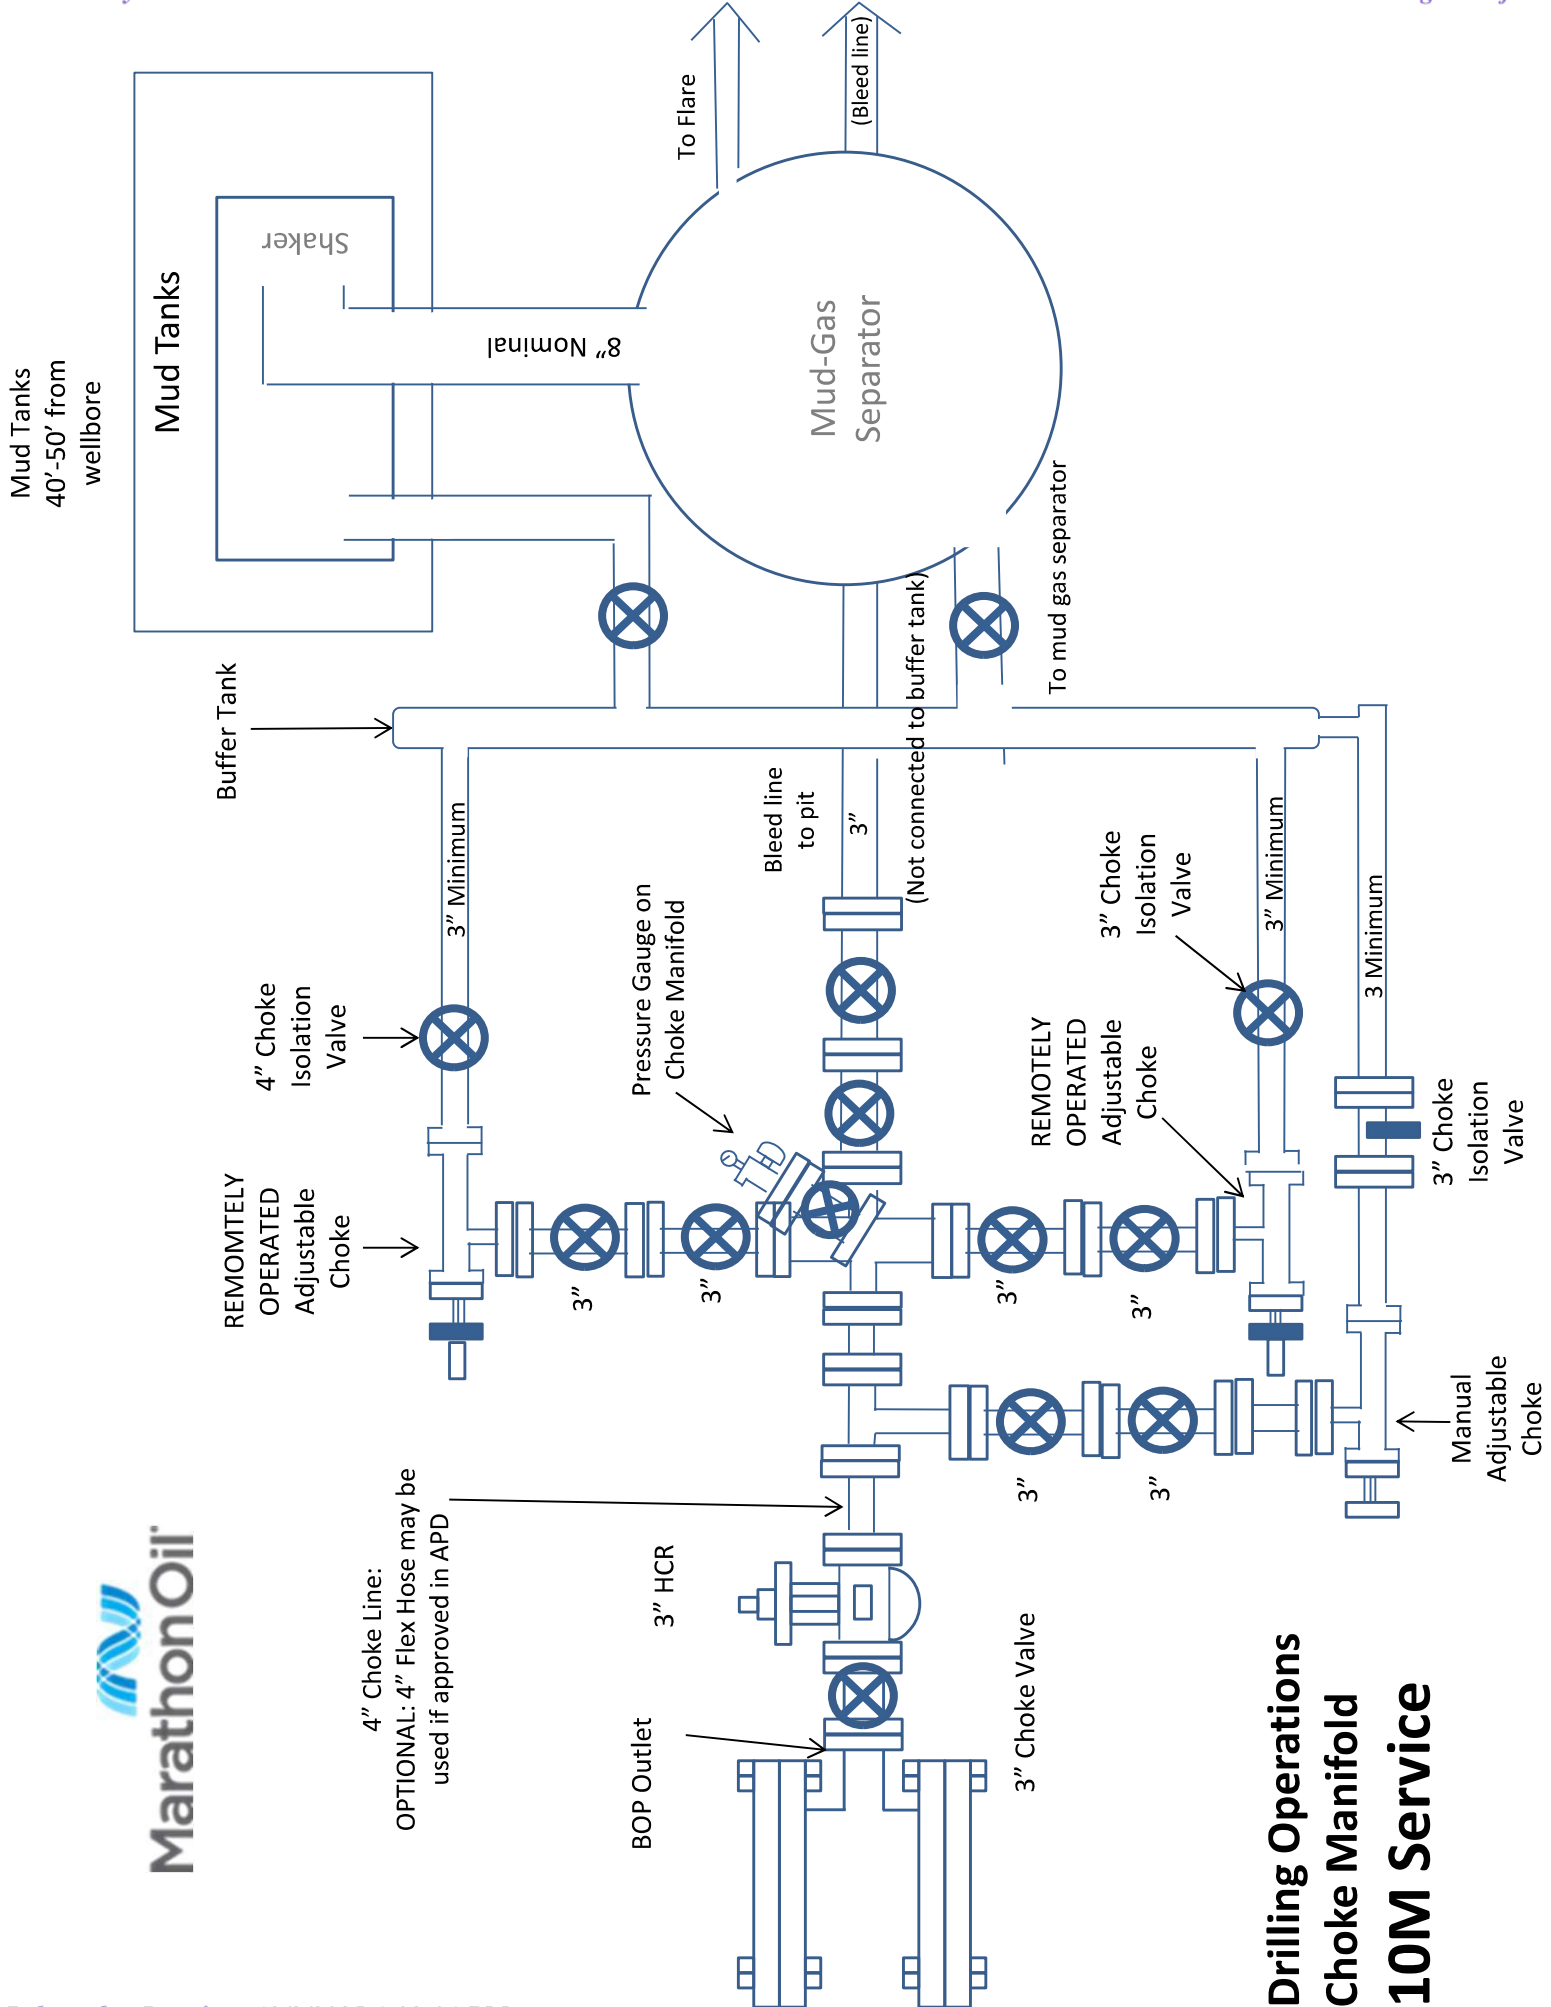 MarathonOil
Mud Tanks
40’-50’ from
wellbore
Mud Tanks
Shaker
8” Nominal
To Flare
(Bleed line)
Mud-Gas
Separator
Buffer Tank
To mud gas separator
(Not connected to buffer tank)
Bleed line
to pit
3”
3” Minimum
4” Choke
Isolation
Valve
REMOMTELY
OPERATED
Adjustable
Choke
3”
3”
Pressure Gauge on
Choke Manifold
3” Choke
Isolation
Valve
3” Minimum
REMOTELY
OPERATED
Adjustable
Choke
3”
3”
3 Minimum
3” Choke
Isolation
Valve
Manual
Adjustable
Choke
3”
3”
4” Choke Line:
OPTIONAL: 4” Flex Hose may be
used if approved in APD
3” HCR
BOP Outlet
3” Choke Valve
Drilling Operations
Choke Manifold
10M Service